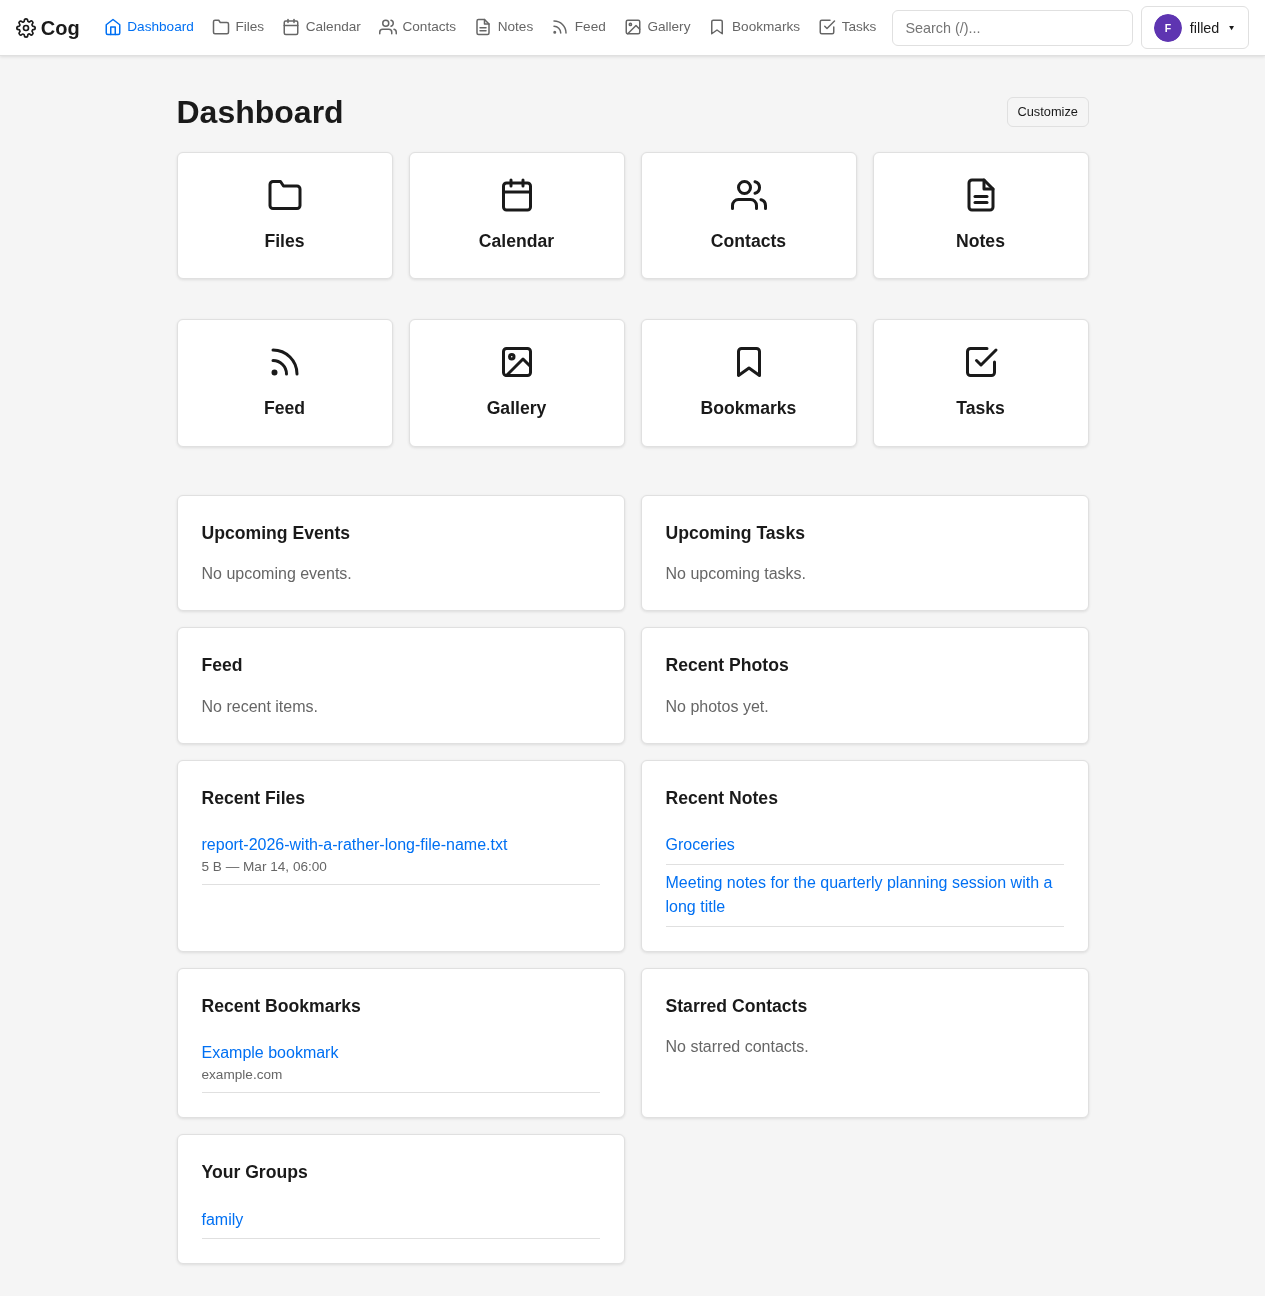 Cog Dashboard Files Calendar Contacts Notes Feed Gallery Bookmarks Tasks Search (/)... F filled ▾
Dashboard Customize
Files Calendar Contacts Notes
Feed Gallery Bookmarks Tasks
Upcoming Events
No upcoming events.
Upcoming Tasks
No upcoming tasks.
Feed
No recent items.
Recent Photos
No photos yet.
Recent Files
report-2026-with-a-rather-long-file-name.txt
5 B — Mar 14, 06:00
Recent Notes
Groceries
Meeting notes for the quarterly planning session with a
long title
Recent Bookmarks
Example bookmark
example.com
Starred Contacts
No starred contacts.
Your Groups
family